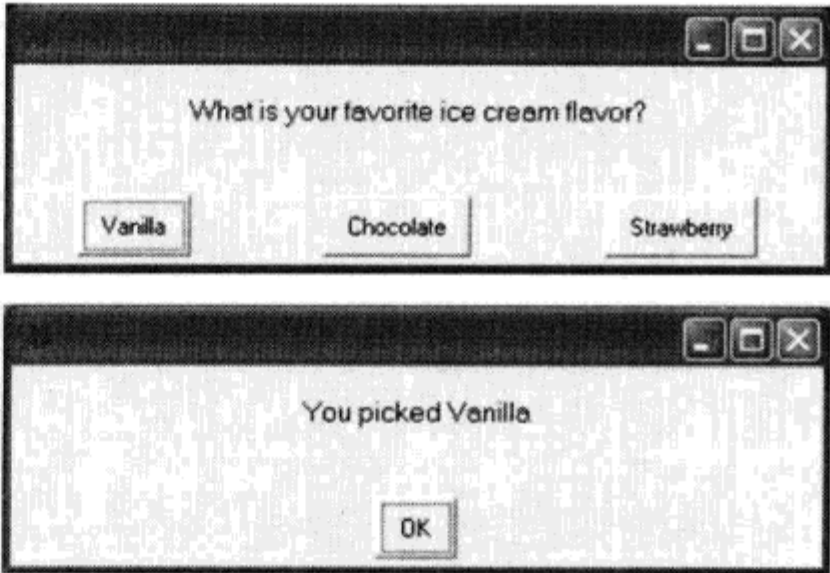 What is your favorite ice cream flavor?
Vanilla Chocolate Strawberry
You picked Vanilla
OK